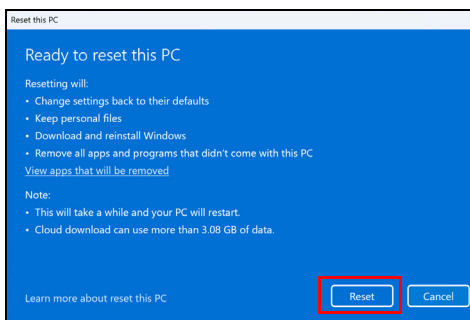 Reset this PC
Ready to reset this PC
Resetting will:
• Change settings back to their defaults
• Keep personal files
• Download and reinstall Windows
• Remove all apps and programs that didn't come with this PC
View apps that will be removed
Note:
• This will take a while and your PC will restart.
• Cloud download can use more than 3.08 GB of data.
Learn more about reset this PC
Reset
Cancel